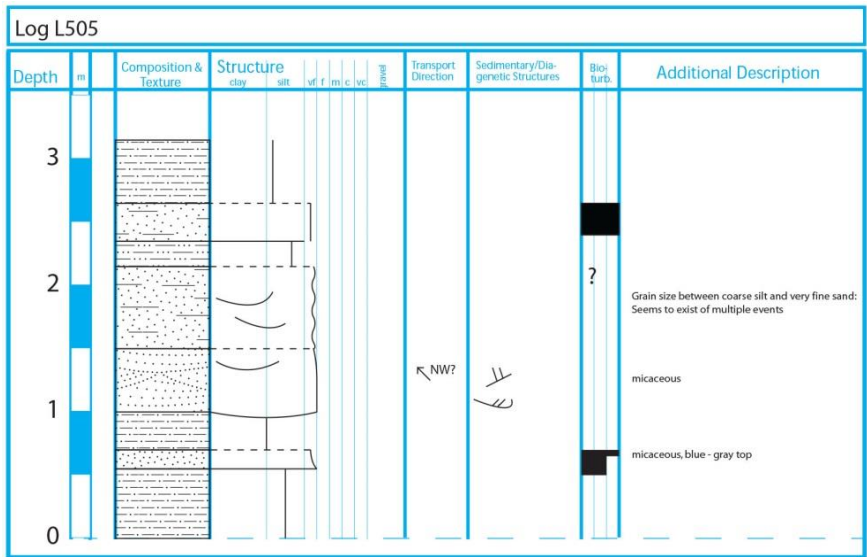 Log L505
Depth m Composition & Texture Structure clay silt vf f m c vc gravel Transport Direction Sedimentary/Dia- genetic Structures Bio- turb. Additional Description
3
2
?
Grain size between coarse silt and very fine sand:
Seems to exist of multiple events
NW?
micaceous
1
micaceous, blue - gray top
0